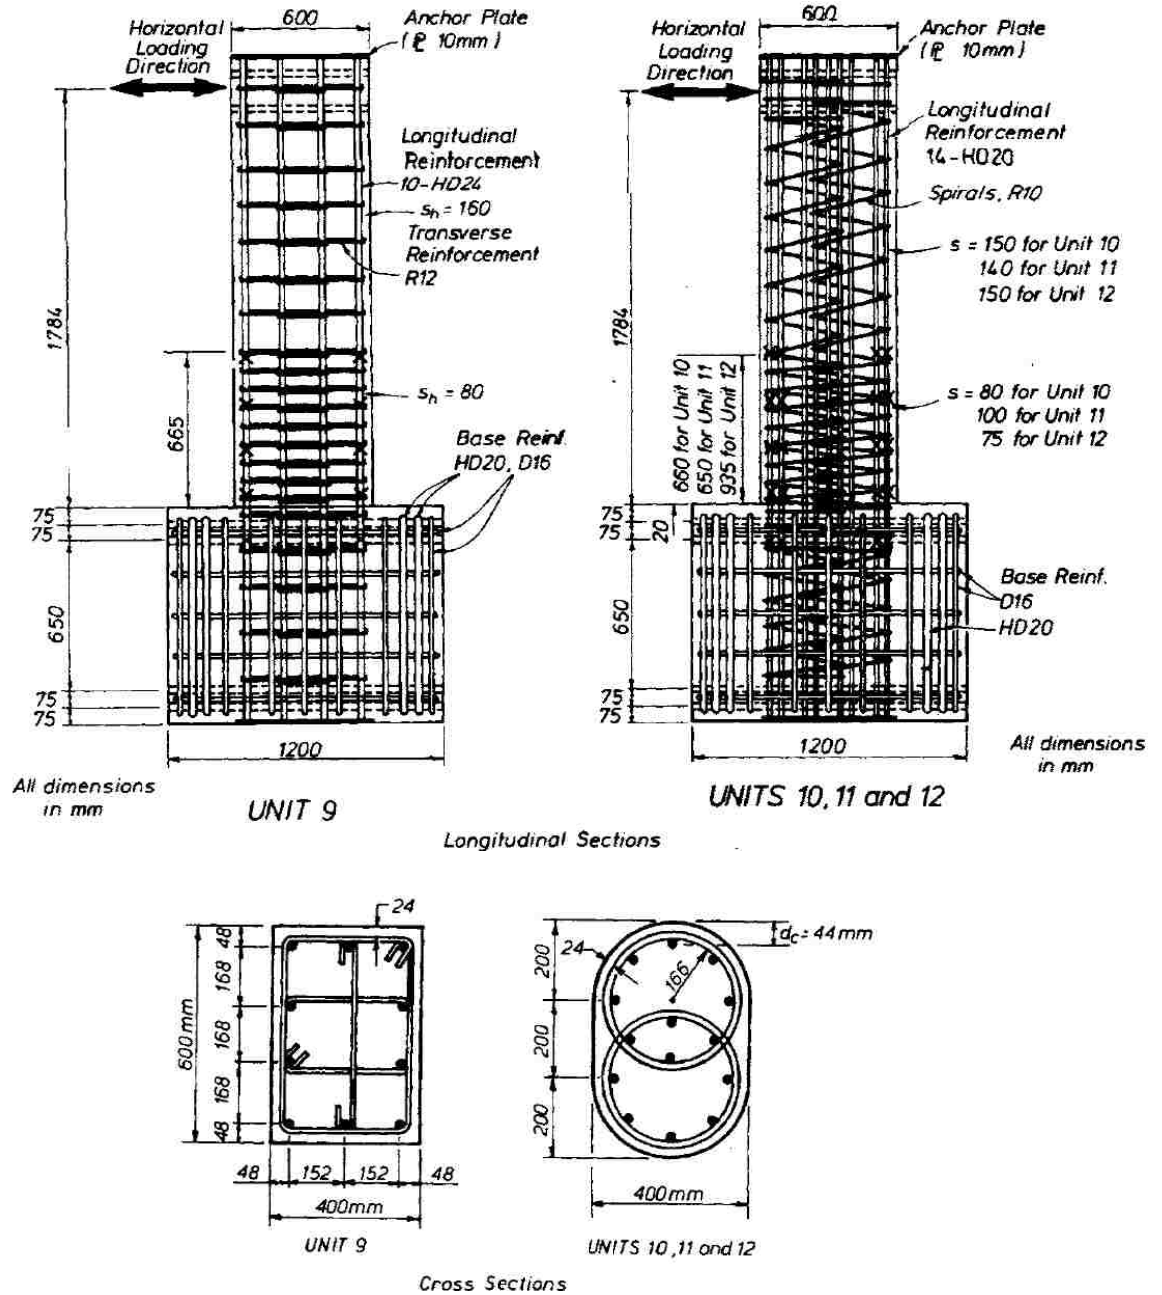 600
Horizontal
Loading
Direction
Anchor Plate
(℄ 10mm)
Longitudinal
Reinforcement
10-HD24
sh = 160
Transverse
Reinforcement
R12
1784
665
sh = 80
Base Reinf.
HD20, D16
75
75
650
75
75
1200
All dimensions
in mm
UNIT 9
600
Horizontal
Loading
Direction
Anchor Plate
(℄ 10mm)
Longitudinal
Reinforcement
14-HD20
Spirals, R10
s = 150 for Unit 10
140 for Unit 11
150 for Unit 12
1784
660 for Unit 10
650 for Unit 11
935 for Unit 12
s = 80 for Unit 10
100 for Unit 11
75 for Unit 12
75
75
20
650
Base Reinf.
D16
HD20
75
75
1200
All dimensions
in mm
UNITS 10, 11 and 12
Longitudinal Sections
24
600mm
48
168
168
168
48
48
152
152
48
400mm
UNIT 9
dc = 44mm
24
166
200
200
200
400mm
UNITS 10, 11 and 12
Cross Sections